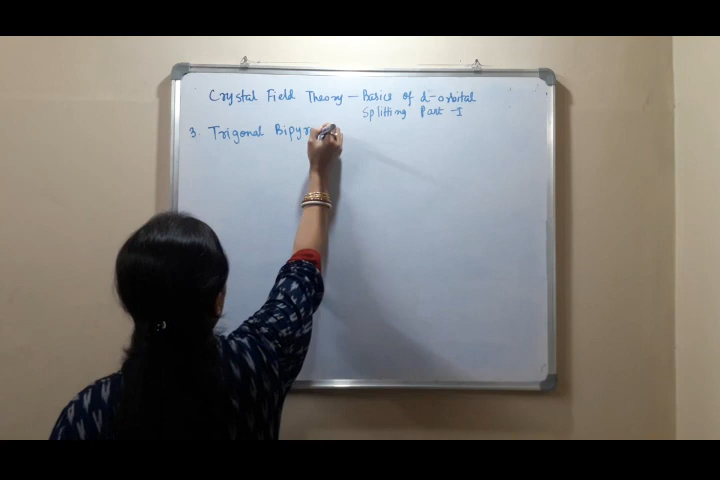 Crystal Field Theory – Basics of d-orbital
Splitting Part -I
3. Trigonal Bipyr